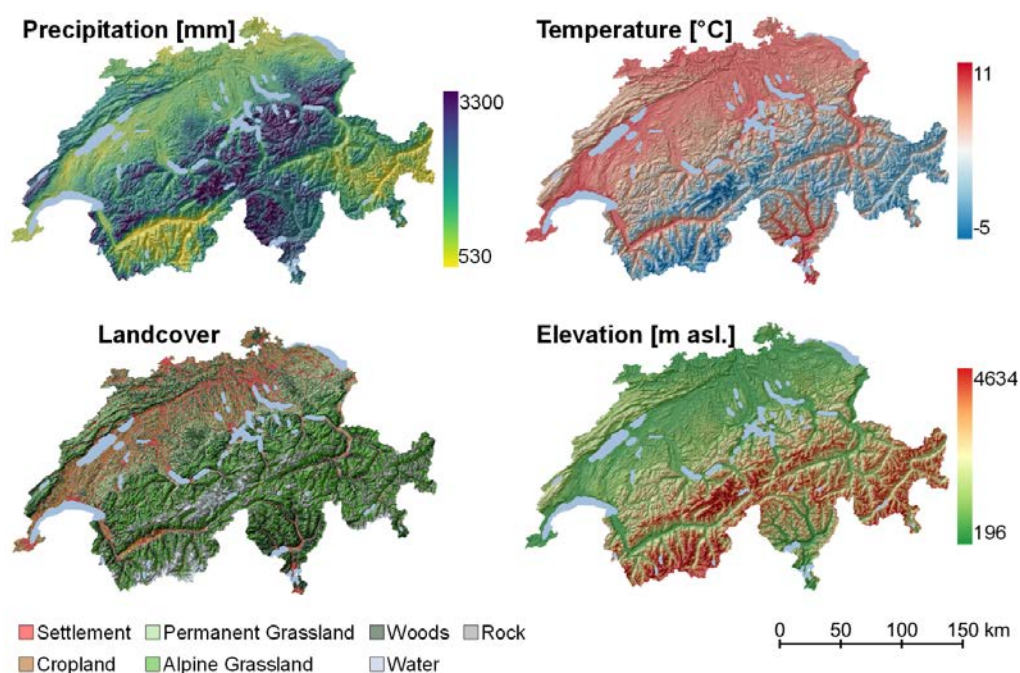 Precipitation [mm]
3300
530
Temperature [°C]
11
-5
Landcover
Elevation [m asl.]
4634
196
Settlement Permanent Grassland Woods Rock
Cropland Alpine Grassland Water
0 50 100 150 km